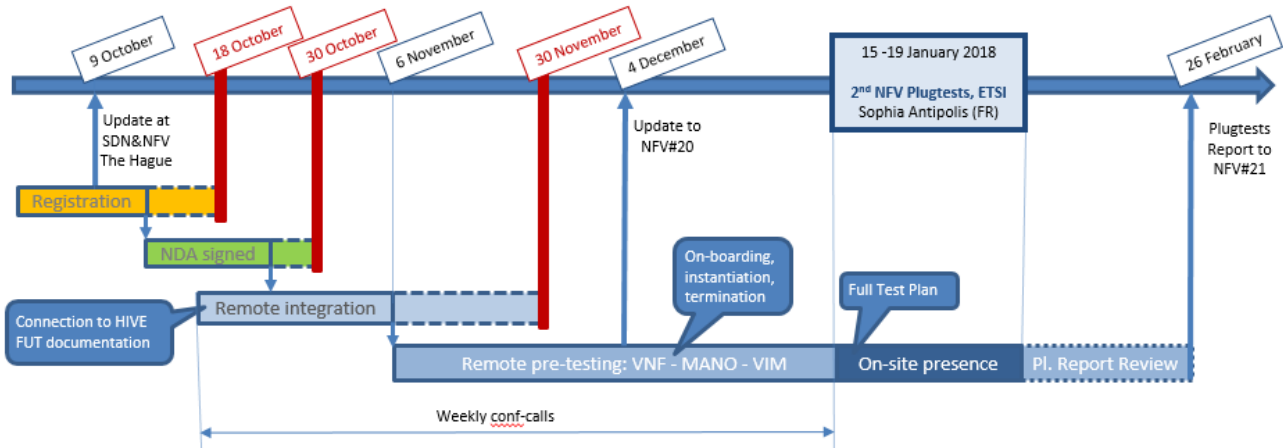 9 October
18 October
30 October
6 November
30 November
4 December
15 -19 January 2018
2nd NFV Plugtests, ETSI
Sophia Antipolis (FR)
26 February
Update at
SDN&NFV
The Hague
Update to
NFV#20
Plugtests
Report to
NFV#21
Registration
NDA signed
On-boarding,
instantiation,
termination
Full Test Plan
Remote integration
Connection to HIVE
FUT documentation
Remote pre-testing: VNF - MANO - VIM
On-site presence
Pl. Report Review
Weekly conf-calls